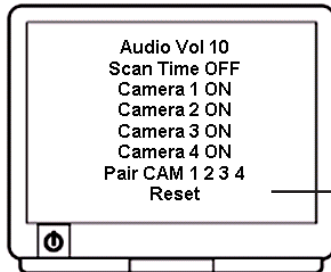 Audio Vol 10
Scan Time OFF
Camera 1 ON
Camera 2 ON
Camera 3 ON
Camera 4 ON
Pair CAM 1 2 3 4
Reset